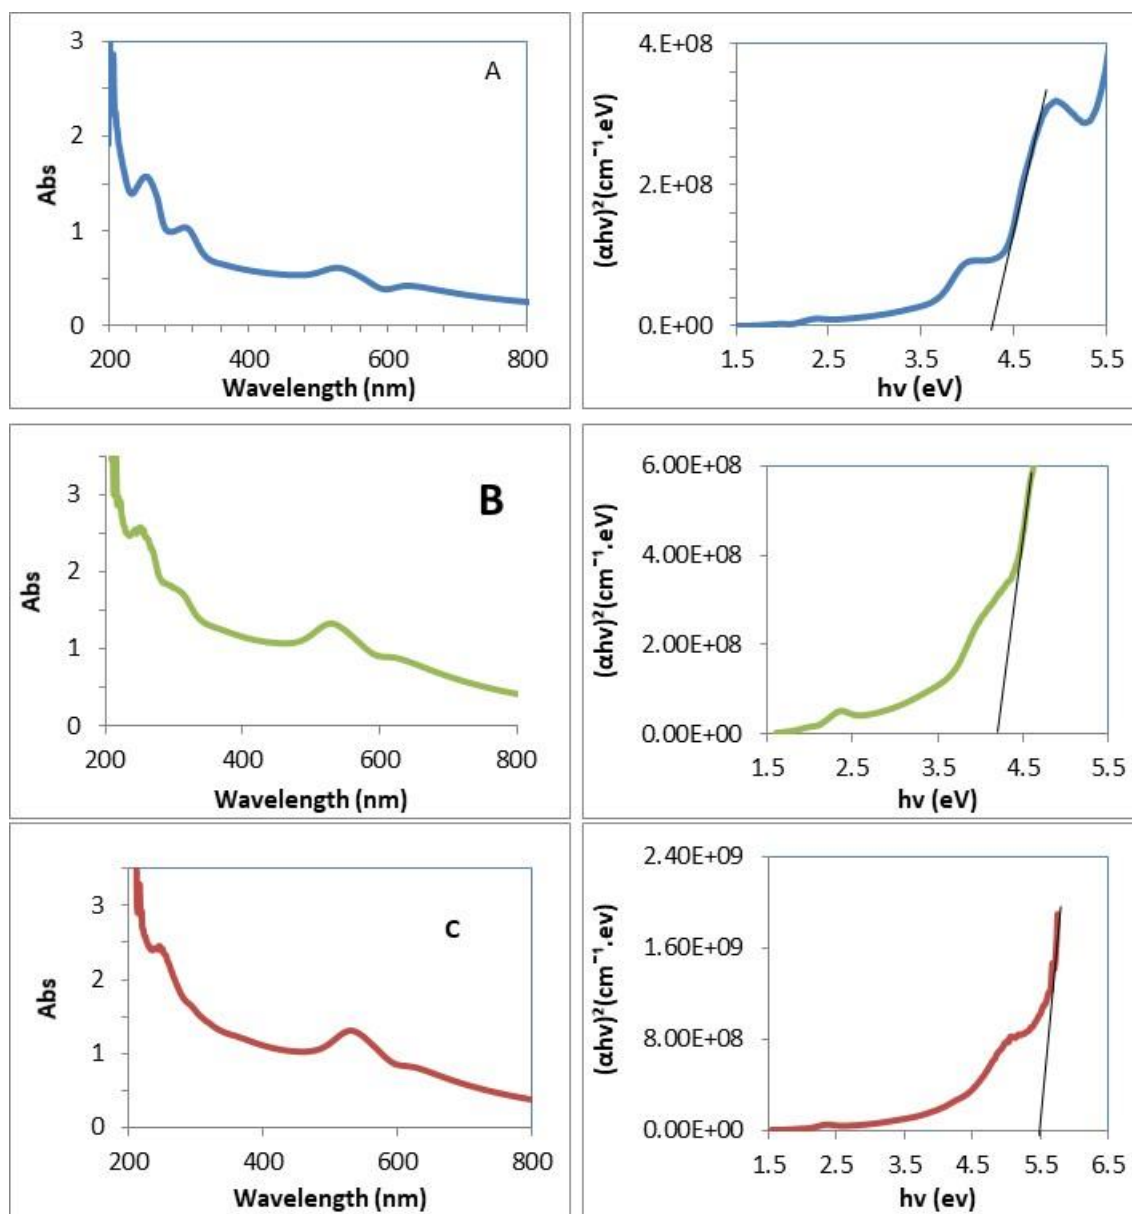 3
2
1
0
Abs
A
200 400 600 800
Wavelength (nm)
4.E+08
2.E+08
0.E+00
(αhv)²(cm⁻¹.eV)
1.5 2.5 3.5 4.5 5.5
hv (eV)
3
2
1
0
Abs
B
200 400 600 800
Wavelength (nm)
6.00E+08
4.00E+08
2.00E+08
0.00E+00
(αhv)²(cm⁻¹.eV)
1.5 2.5 3.5 4.5 5.5
hv (eV)
3
2
1
0
Abs
C
200 400 600 800
Wavelength (nm)
2.40E+09
1.60E+09
8.00E+08
0.00E+00
(αhv)²(cm⁻¹.ev)
1.5 2.5 3.5 4.5 5.5 6.5
hv (ev)